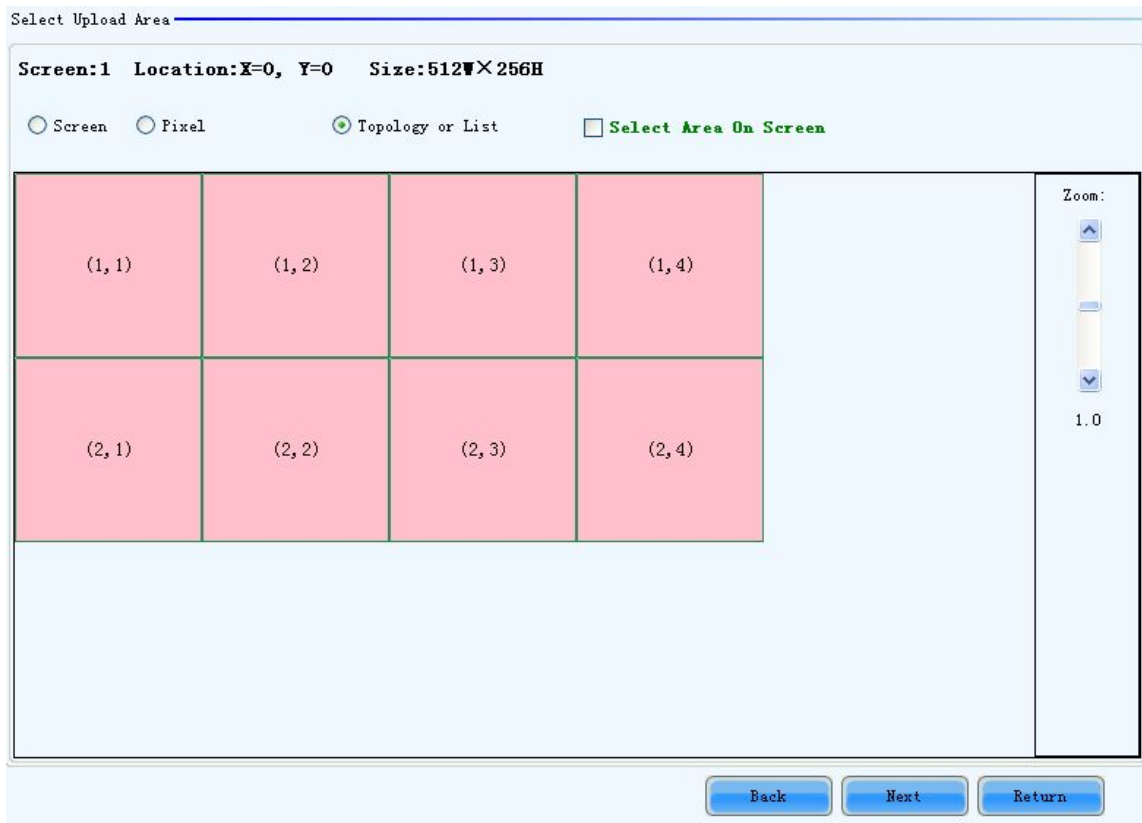 Select Upload Area
Screen:1 Location:X=0, Y=0 Size:512W×256H
Screen Pixel Topology or List Select Area On Screen
Zoom:
(1, 1) (1, 2) (1, 3) (1, 4)
1.0
(2, 1) (2, 2) (2, 3) (2, 4)
Back Next Return